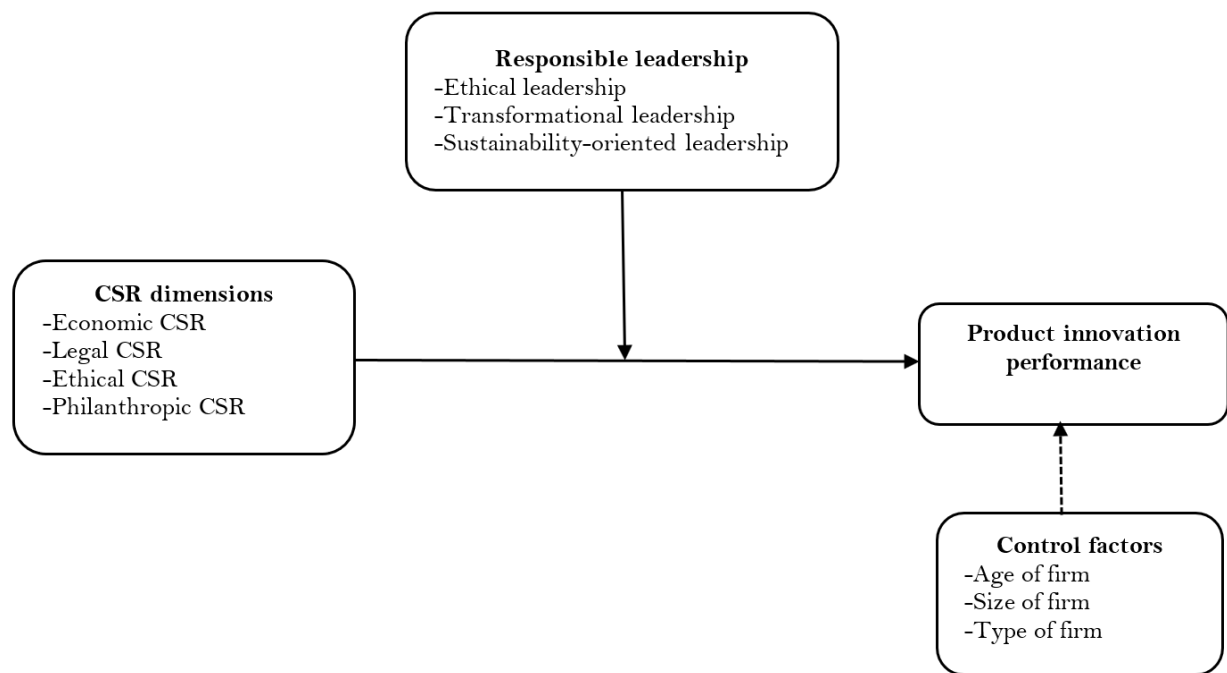 Responsible leadership
-Ethical leadership
-Transformational leadership
-Sustainability-oriented leadership
CSR dimensions
-Economic CSR
-Legal CSR
-Ethical CSR
-Philanthropic CSR
Product innovation
performance
Control factors
-Age of firm
-Size of firm
-Type of firm